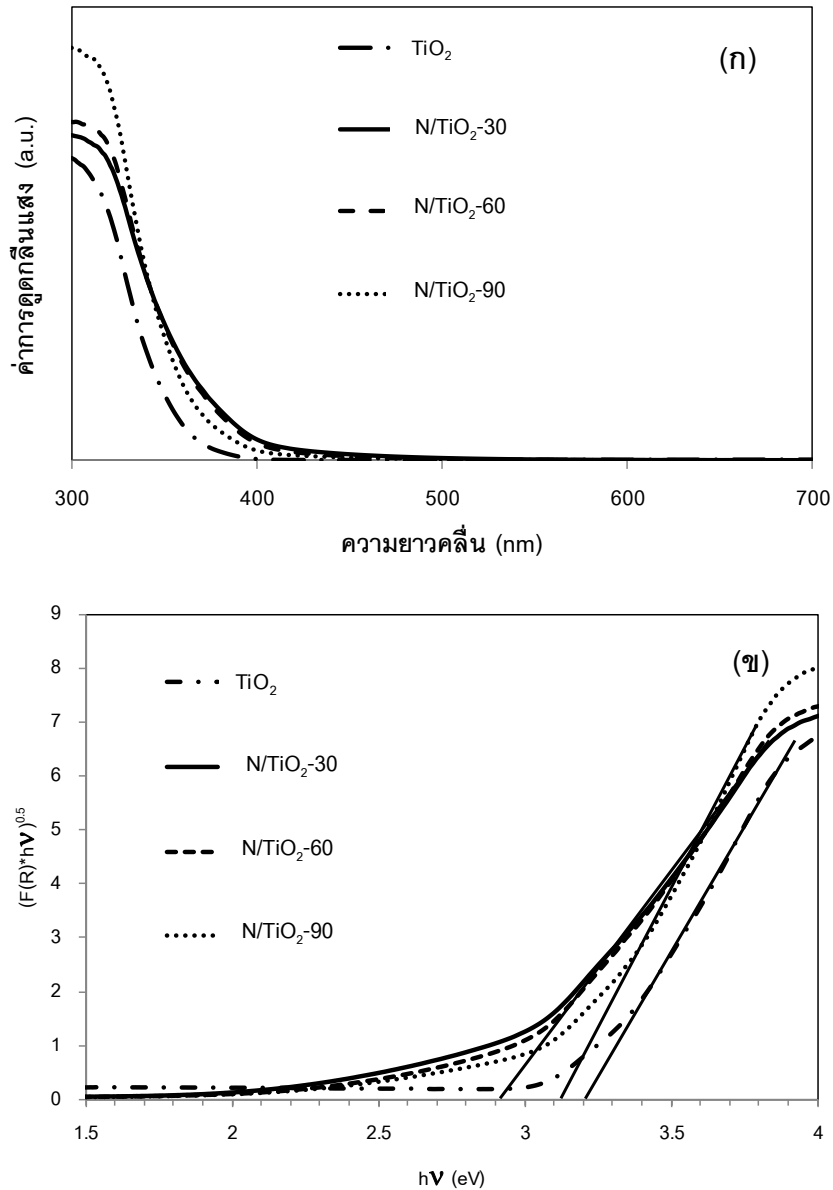 TiO₂
(ก)
N/TiO₂-30
N/TiO₂-60
N/TiO₂-90
ค่าการดูดกลืนแสง (a.u.)
300 400 500 600 700
ความยาวคลื่น (nm)
9
8
7
6
5
4
3
2
1
0
(ข)
TiO₂
N/TiO₂-30
N/TiO₂-60
N/TiO₂-90
(F(R)*hν)^0.5
1.5 2 2.5 3 3.5 4
hν (eV)